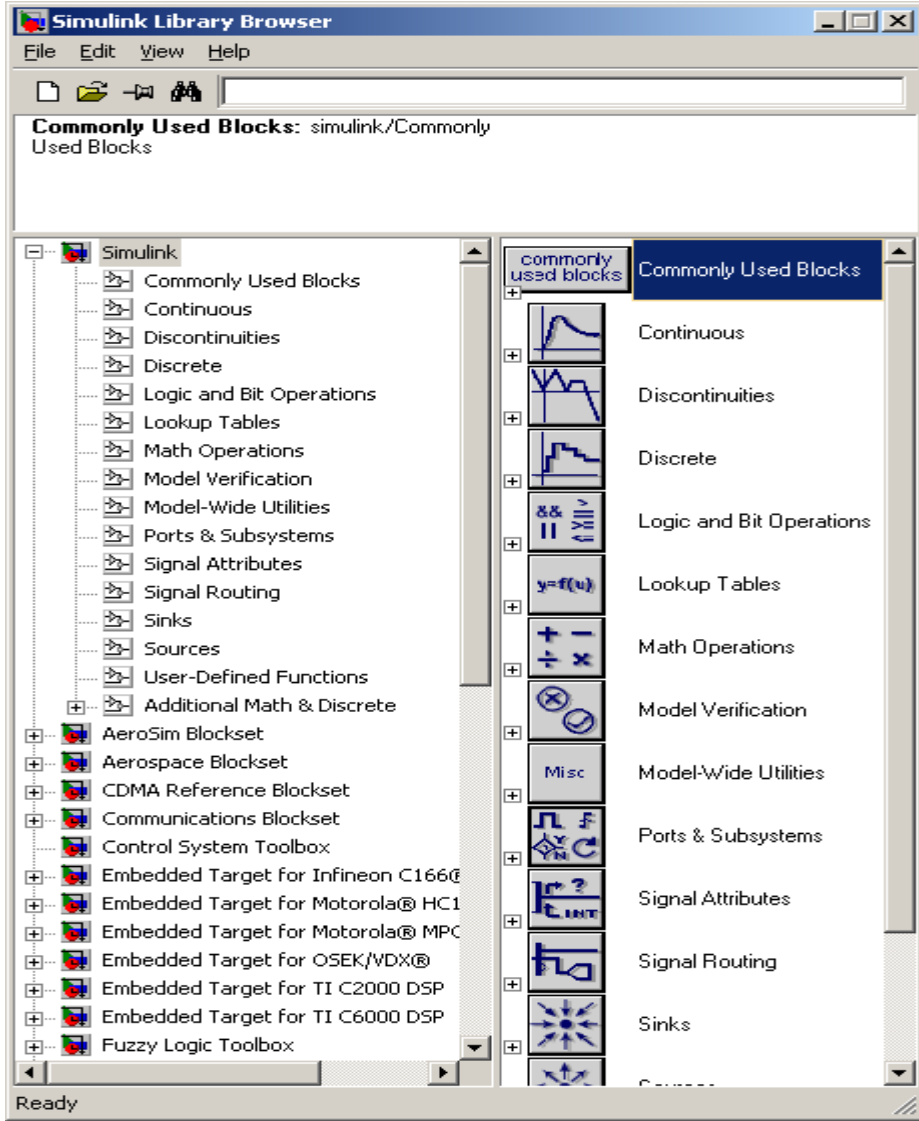 Simulink Library Browser
File Edit View Help
Commonly Used Blocks: simulink/Commonly
Used Blocks
Simulink
Commonly Used Blocks
Continuous
Discontinuities
Discrete
Logic and Bit Operations
Lookup Tables
Math Operations
Model Verification
Model-Wide Utilities
Ports & Subsystems
Signal Attributes
Signal Routing
Sinks
Sources
User-Defined Functions
Additional Math & Discrete
AeroSim Blockset
Aerospace Blockset
CDMA Reference Blockset
Communications Blockset
Control System Toolbox
Embedded Target for Infineon C166®
Embedded Target for Motorola® HC1
Embedded Target for Motorola® MPC
Embedded Target for OSEK/VDX®
Embedded Target for TI C2000 DSP
Embedded Target for TI C6000 DSP
Fuzzy Logic Toolbox
commonly
used blocks
Commonly Used Blocks
Continuous
Discontinuities
Discrete
&& >
|| >=
<=
Logic and Bit Operations
y=f(u)
Lookup Tables
+ −
÷ ×
Math Operations
Model Verification
Misc
Model-Wide Utilities
Y
N
Ports & Subsystems
?
INT
Signal Attributes
Signal Routing
Sinks
Ready